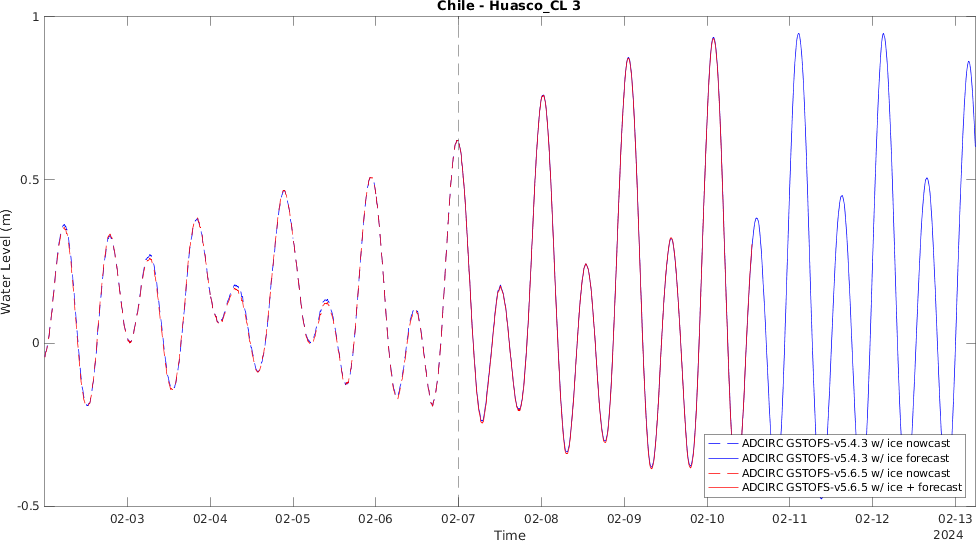 Chile - Huasco_CL 3
1
0.5
0
-0.5
Water Level (m)
ADCIRC GSTOFS-v5.4.3 w/ ice nowcast
ADCIRC GSTOFS-v5.4.3 w/ ice forecast
ADCIRC GSTOFS-v5.6.5 w/ ice nowcast
ADCIRC GSTOFS-v5.6.5 w/ ice + forecast
02-03 02-04 02-05 02-06 02-07 02-08 02-09 02-10 02-11 02-12 02-13
Time
2024